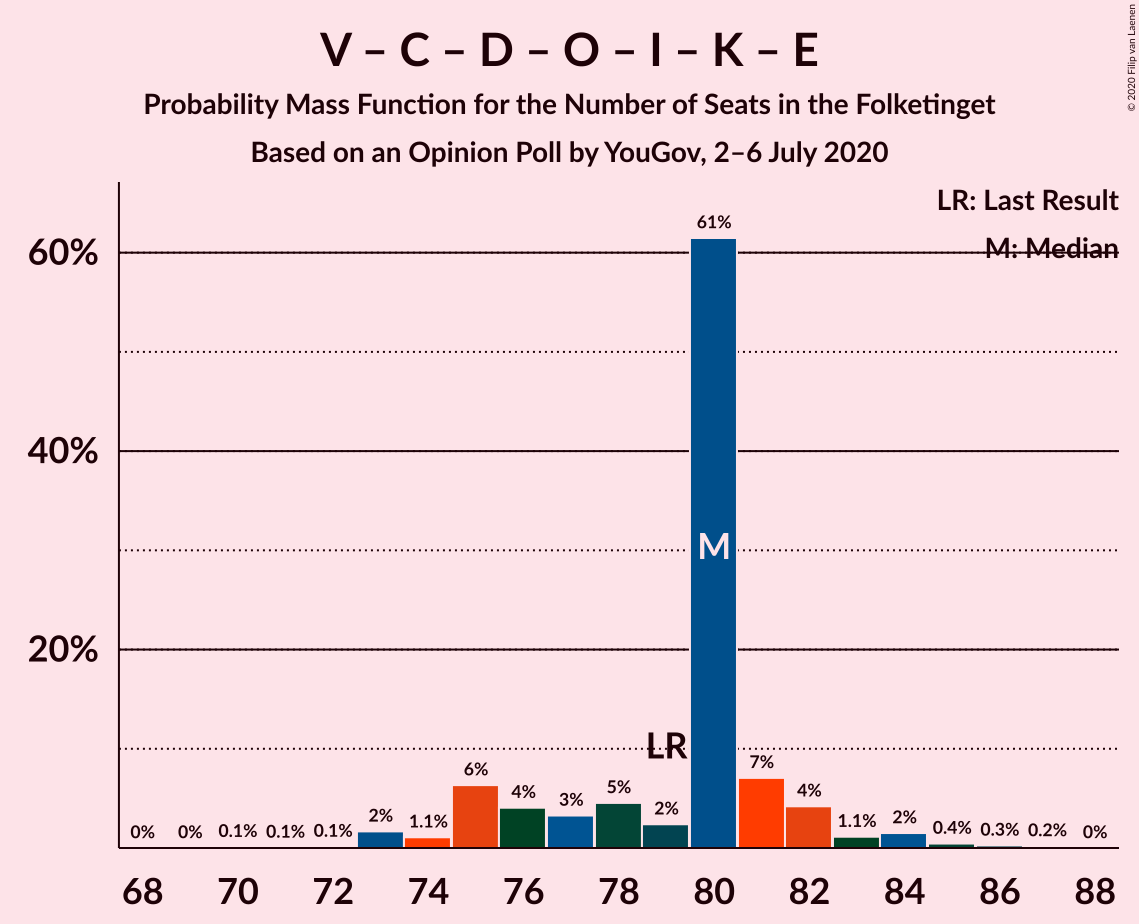 V – C – D – O – I – K – E
Probability Mass Function for the Number of Seats in the Folketinget
Based on an Opinion Poll by YouGov, 2–6 July 2020
© 2020 Filip van Laenen
LR: Last Result
M: Median
60%
40%
20%
0% 0% 0.1% 0.1% 0.1% 2% 1.1% 6% 4% 3% 5% 2% 61% 7% 4% 1.1% 2% 0.4% 0.3% 0.2% 0%
LR
M
68 70 72 74 76 78 80 82 84 86 88